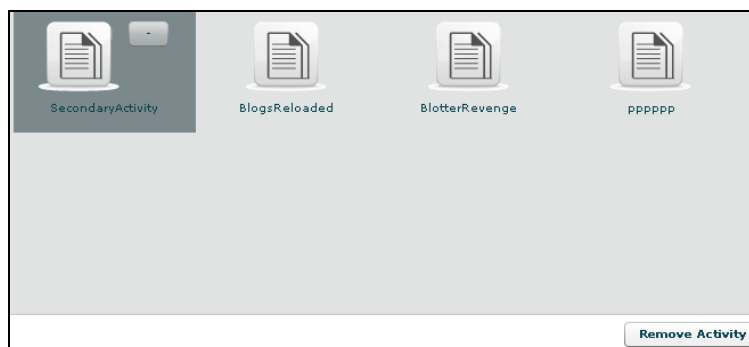 -
SecondaryActivity
BlogsReloaded
BlotterRevenge
pppppp
Remove Activity